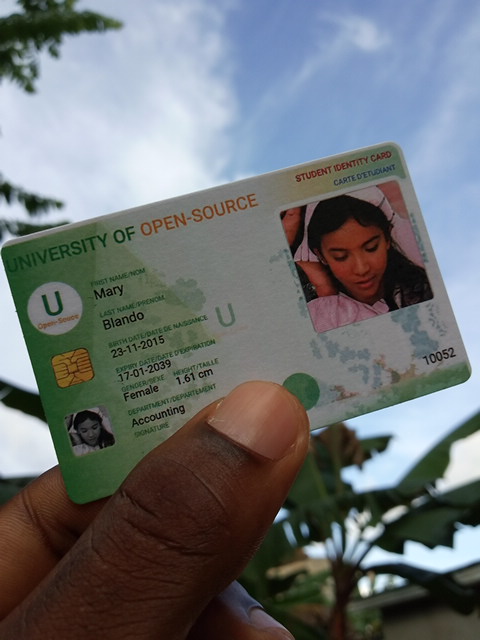 UNIVERSITY OF OPEN-SOURCE
STUDENT IDENTITY CARD
CARTE D'ETUDIANT
U
Open-Source
FIRST NAME/NOM
Mary
LAST NAME/PRENOM
Blando
BIRTH DATE/DATE DE NAISSANCE
23-11-2015
EXPIRY DATE/DATE D'EXPIRATION
17-01-2039
GENDER/SEXE HEIGHT/TAILLE
Female 1.61 cm
DEPARTMENT/DEPARTEMENT
Accounting
SIGNATURE
U
10052